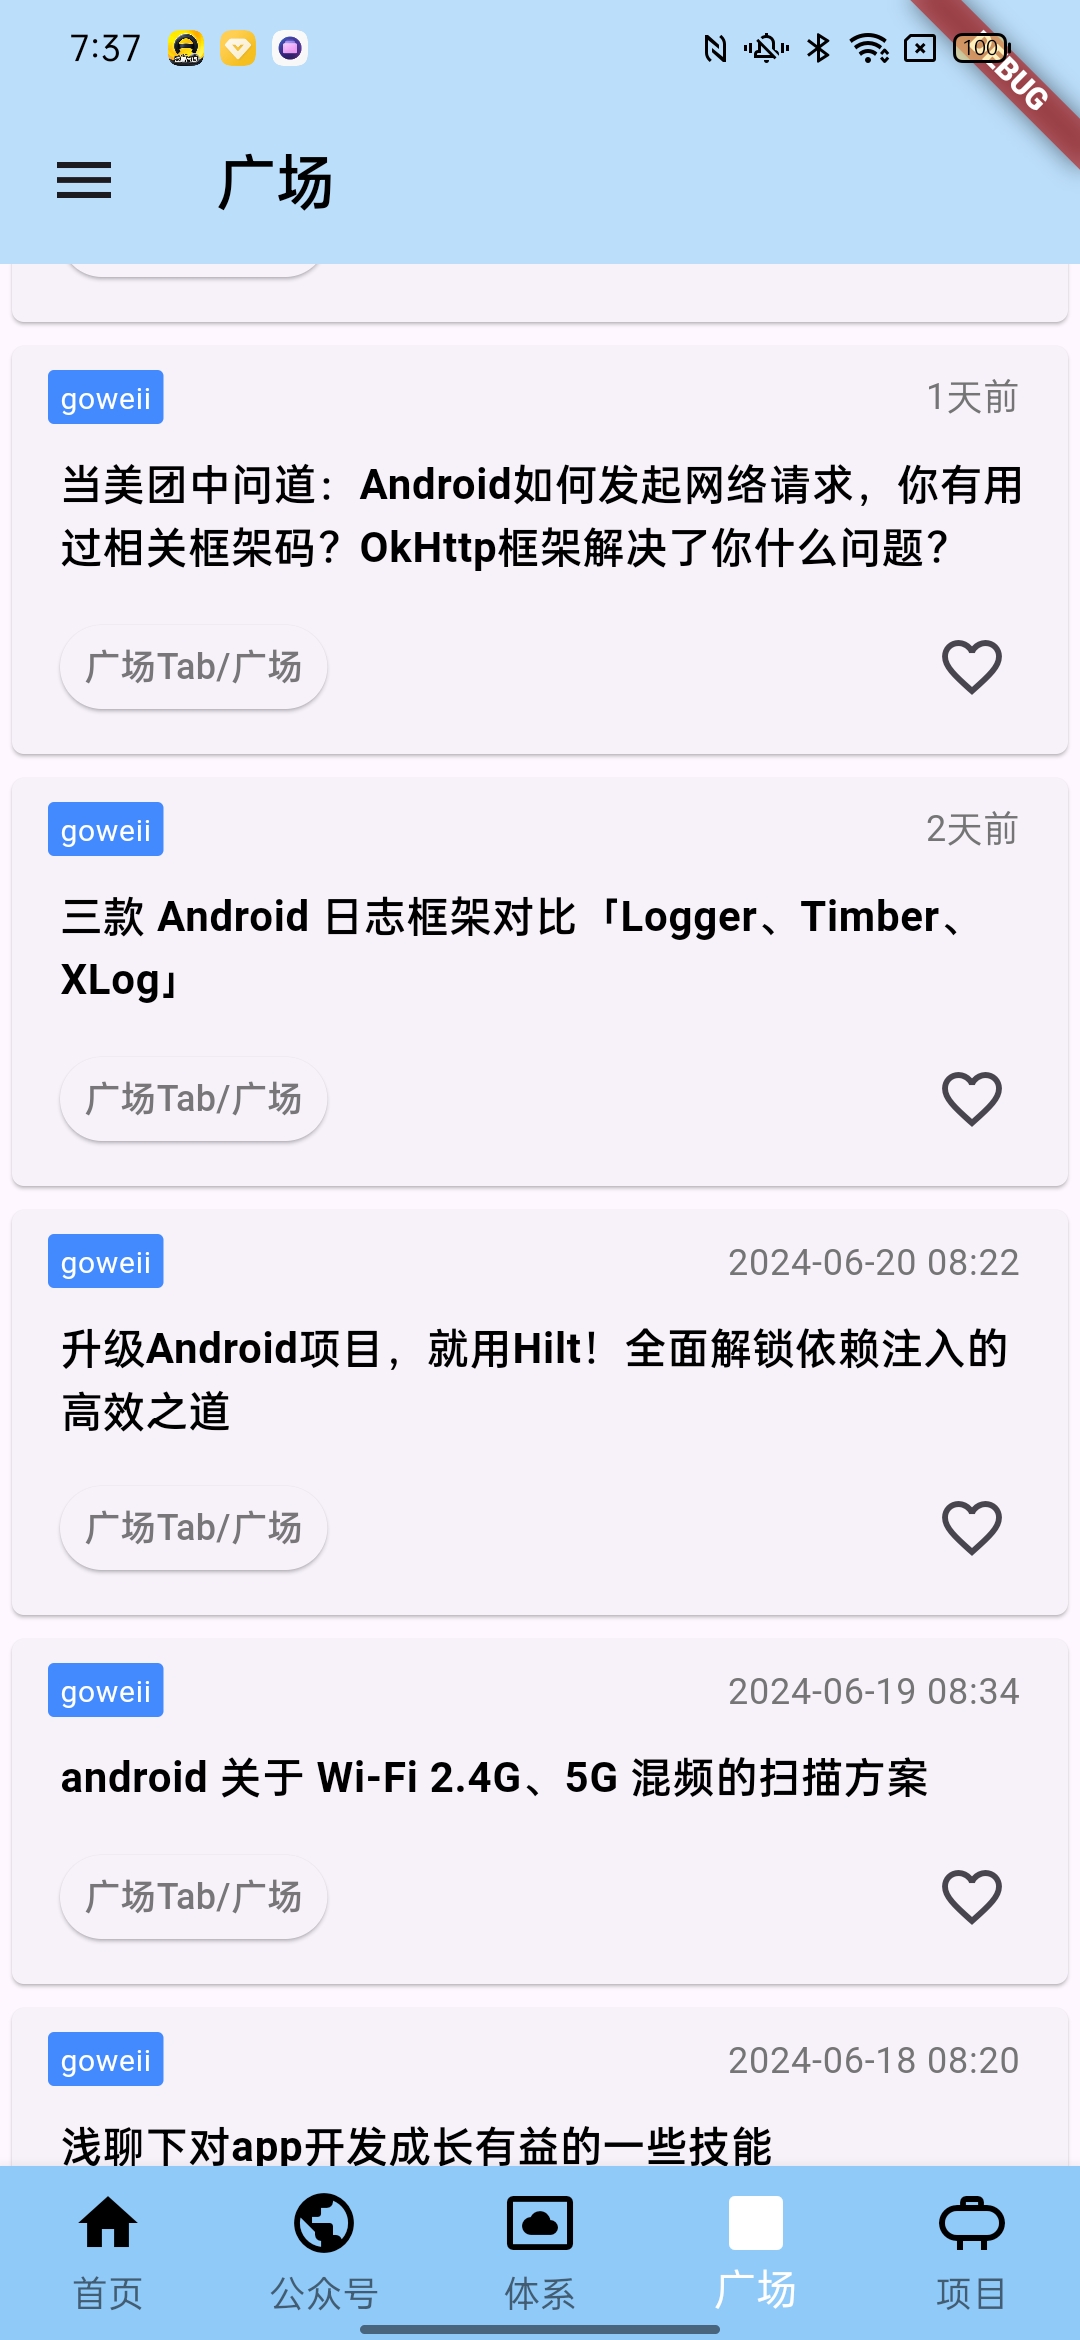 7:37
100
DEBUG
广场
goweii
1天前
当美团中问道：Android如何发起网络请求，你有用
过相关框架码？OkHttp框架解决了你什么问题？
广场Tab/广场
goweii
2天前
三款 Android 日志框架对比「Logger、Timber、
XLog」
广场Tab/广场
goweii
2024-06-20 08:22
升级Android项目，就用Hilt！全面解锁依赖注入的
高效之道
广场Tab/广场
goweii
2024-06-19 08:34
android 关于 Wi-Fi 2.4G、5G 混频的扫描方案
广场Tab/广场
goweii
2024-06-18 08:20
浅聊下对app开发成长有益的一些技能
首页
公众号
体系
广场
项目